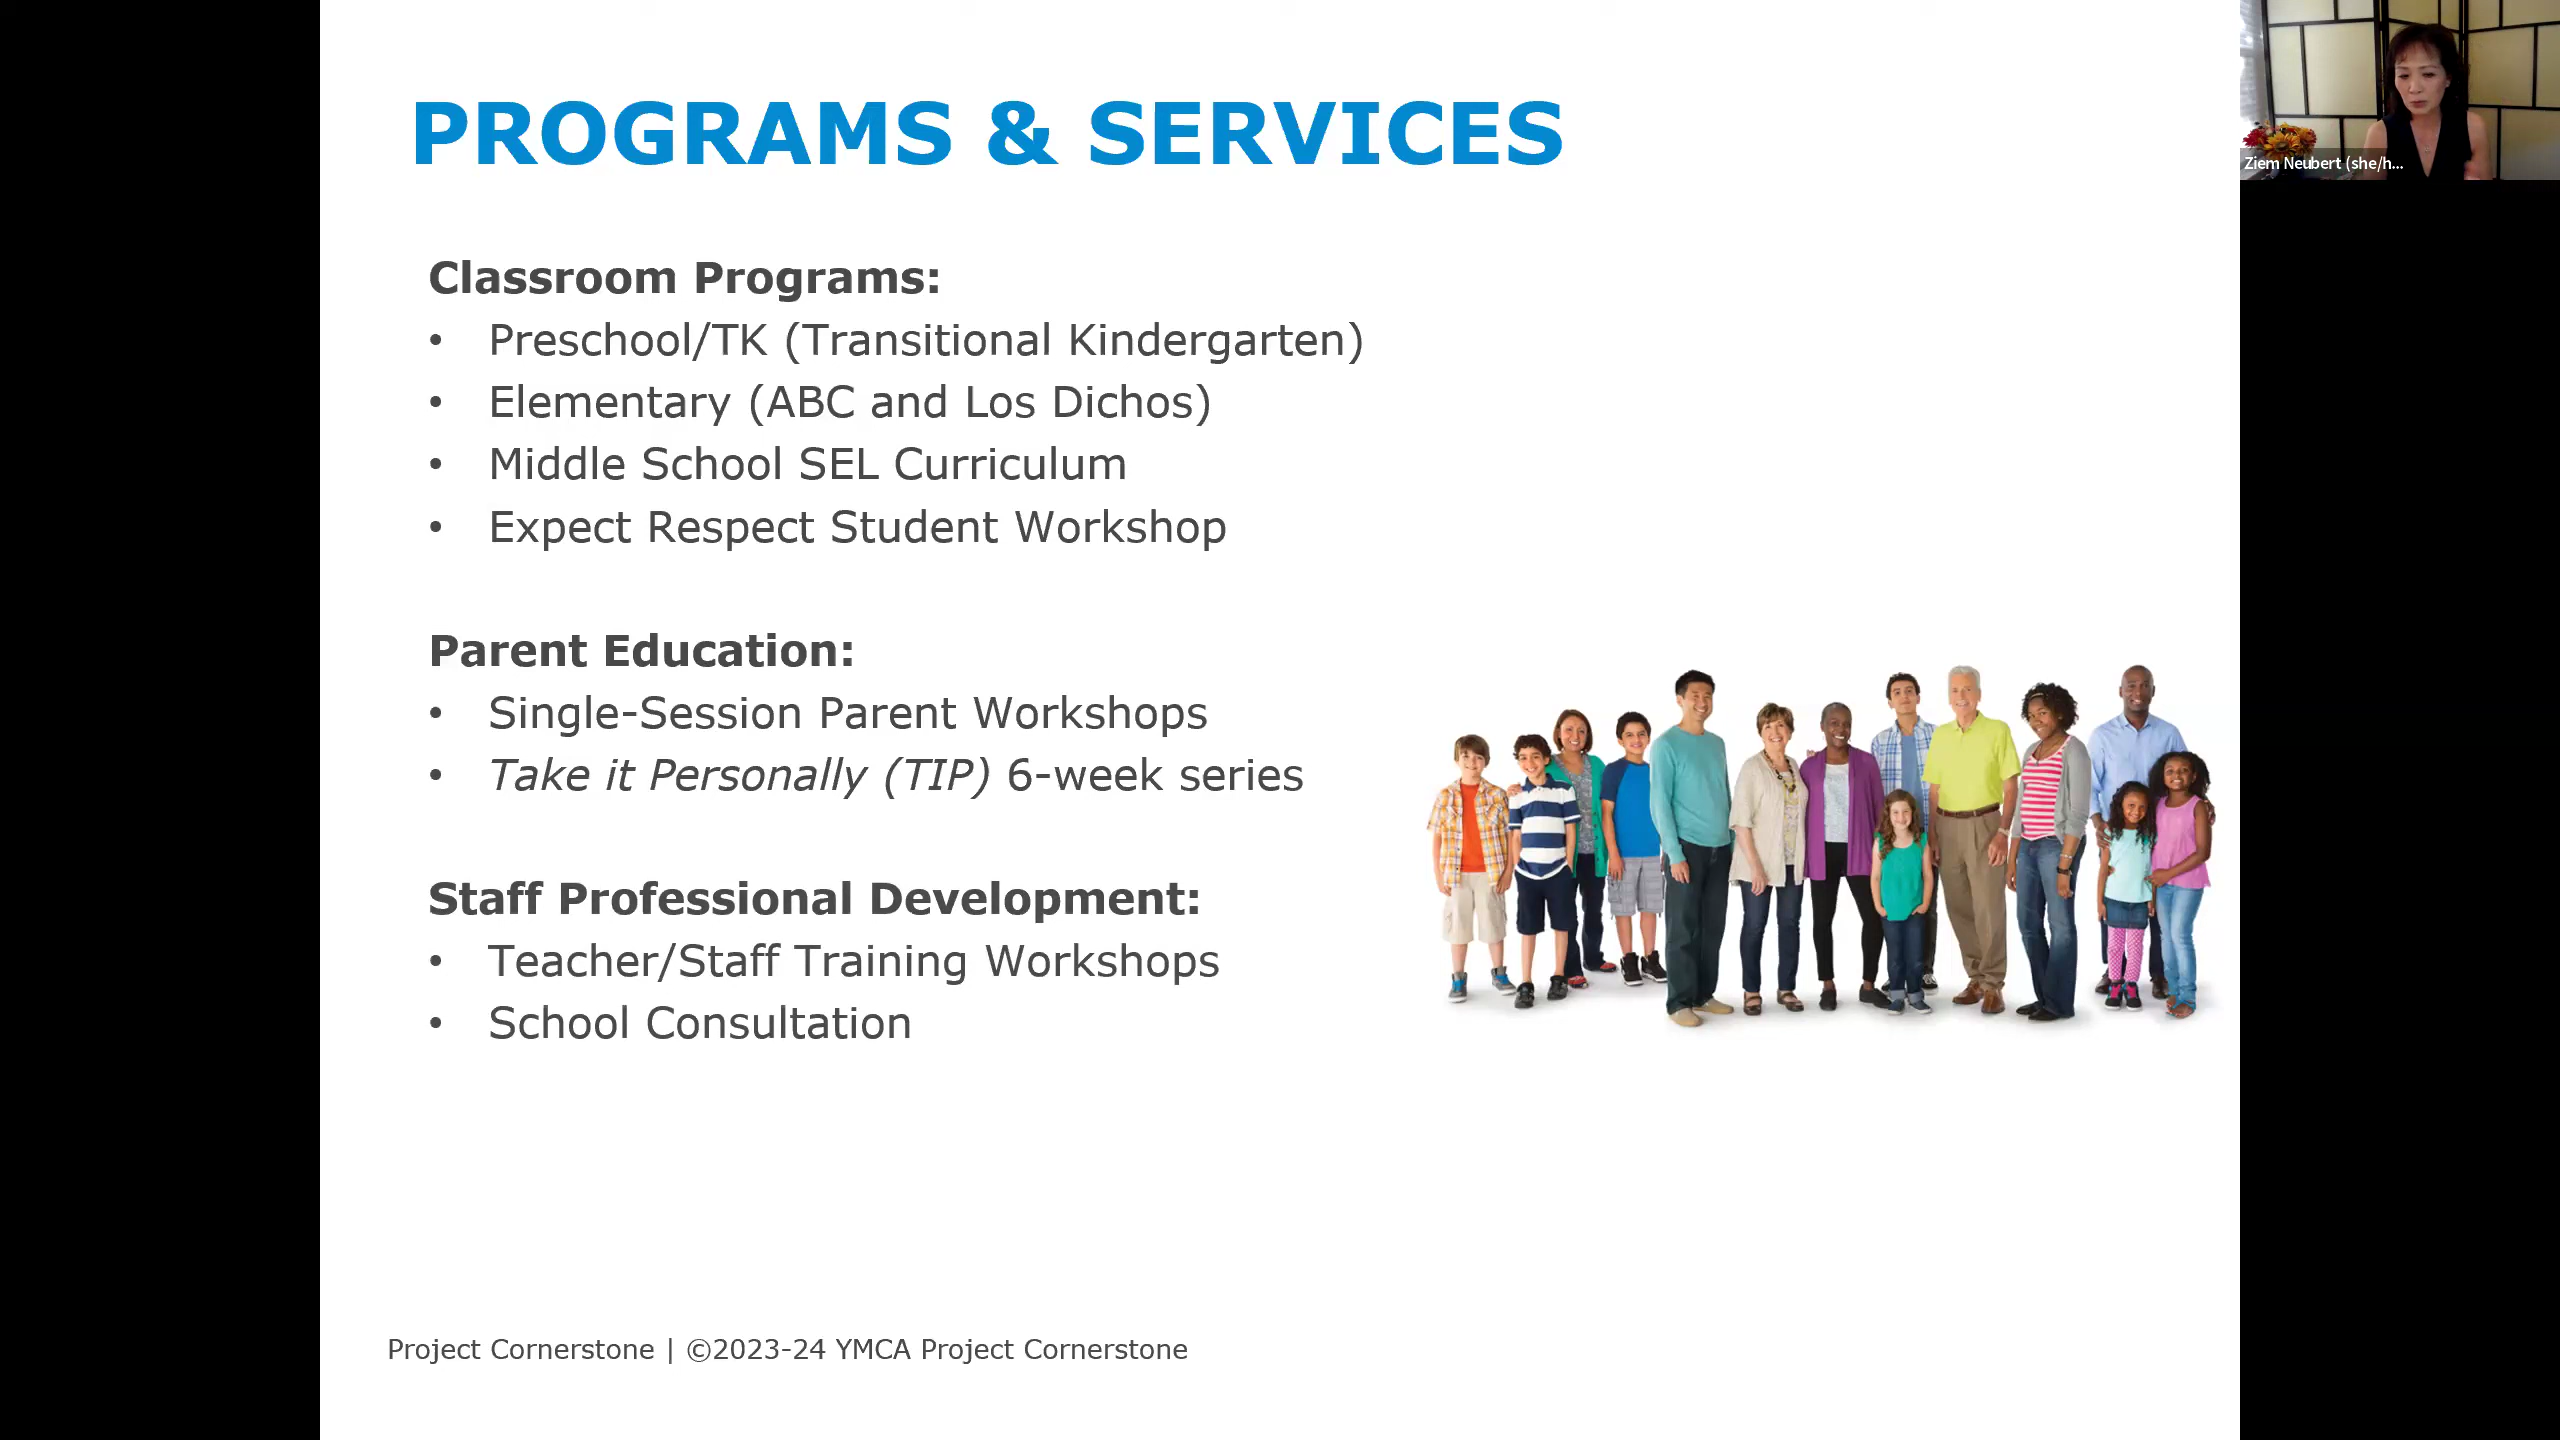 PROGRAMS & SERVICES
Ziem Neubert (she/h...
Classroom Programs:
• Preschool/TK (Transitional Kindergarten)
• Elementary (ABC and Los Dichos)
• Middle School SEL Curriculum
• Expect Respect Student Workshop
Parent Education:
• Single-Session Parent Workshops
• Take it Personally (TIP) 6-week series
Staff Professional Development:
• Teacher/Staff Training Workshops
• School Consultation
Project Cornerstone | ©2023-24 YMCA Project Cornerstone